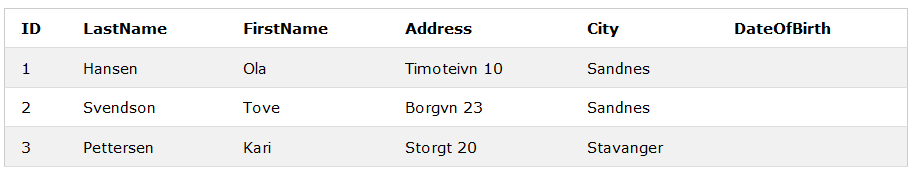 ID LastName FirstName Address City DateOfBirth
1 Hansen Ola Timoteivn 10 Sandnes
2 Svendson Tove Borgvn 23 Sandnes
3 Pettersen Kari Storgt 20 Stavanger